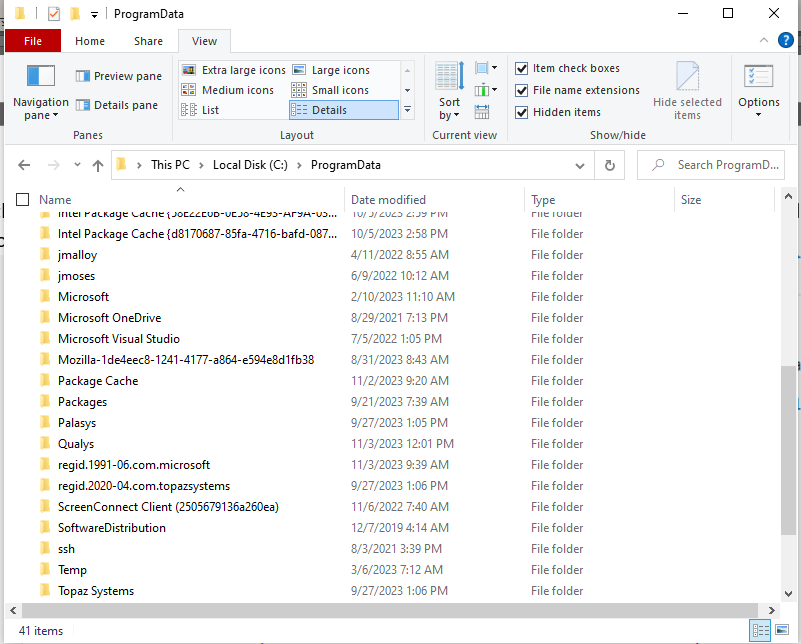 ProgramData
File Home Share View
Navigation pane
Preview pane
Details pane
Panes
Extra large icons Large icons
Medium icons Small icons
List Details
Layout
Sort by
Current view
Item check boxes
File name extensions
Hidden items
Hide selected items
Show/hide
Options
This PC > Local Disk (C:) > ProgramData
Search ProgramD...
Name Date modified Type Size
Intel Package Cache 10/5/2023 2:59 PM File folder
Intel Package Cache {d8170687-85fa-4716-bafd-087... 10/5/2023 2:58 PM File folder
jmalloy 4/11/2022 8:55 AM File folder
jmoses 6/9/2022 10:12 AM File folder
Microsoft 2/10/2023 11:10 AM File folder
Microsoft OneDrive 8/29/2021 7:13 PM File folder
Microsoft Visual Studio 7/5/2022 1:05 PM File folder
Mozilla-1de4eec8-1241-4177-a864-e594e8d1fb38 8/31/2023 8:43 AM File folder
Package Cache 11/2/2023 9:20 AM File folder
Packages 9/21/2023 7:39 AM File folder
Palasys 9/27/2023 1:05 PM File folder
Qualys 11/3/2023 12:01 PM File folder
regid.1991-06.com.microsoft 11/3/2023 9:39 AM File folder
regid.2020-04.com.topazsystems 9/27/2023 1:06 PM File folder
ScreenConnect Client (2505679136a260ea) 11/6/2022 7:40 AM File folder
SoftwareDistribution 12/7/2019 4:14 AM File folder
ssh 8/3/2021 3:39 PM File folder
Temp 3/6/2023 7:12 AM File folder
Topaz Systems 9/27/2023 1:06 PM File folder
41 items